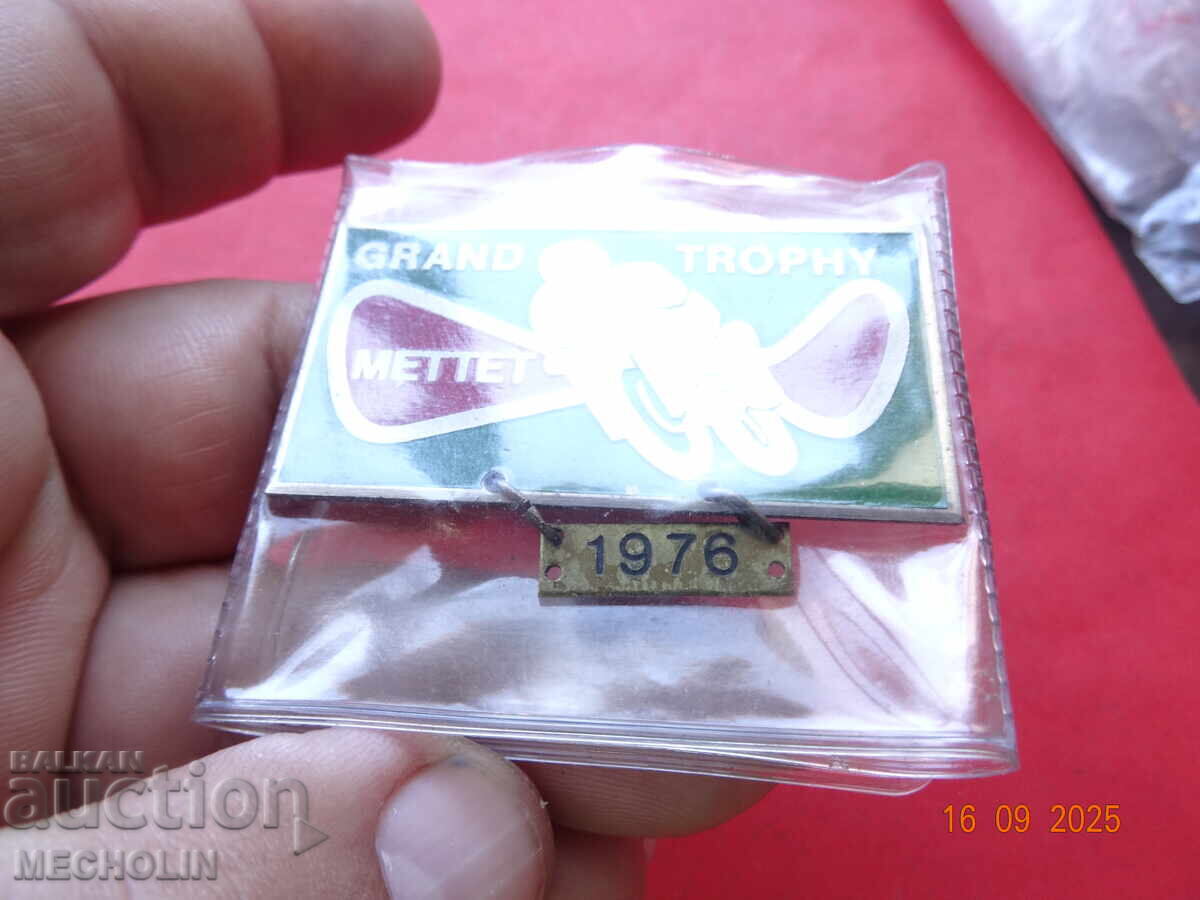 GRAND TROPHY
METTET
1976
BALKAN
auction
MECHOLIN
16 09 2025